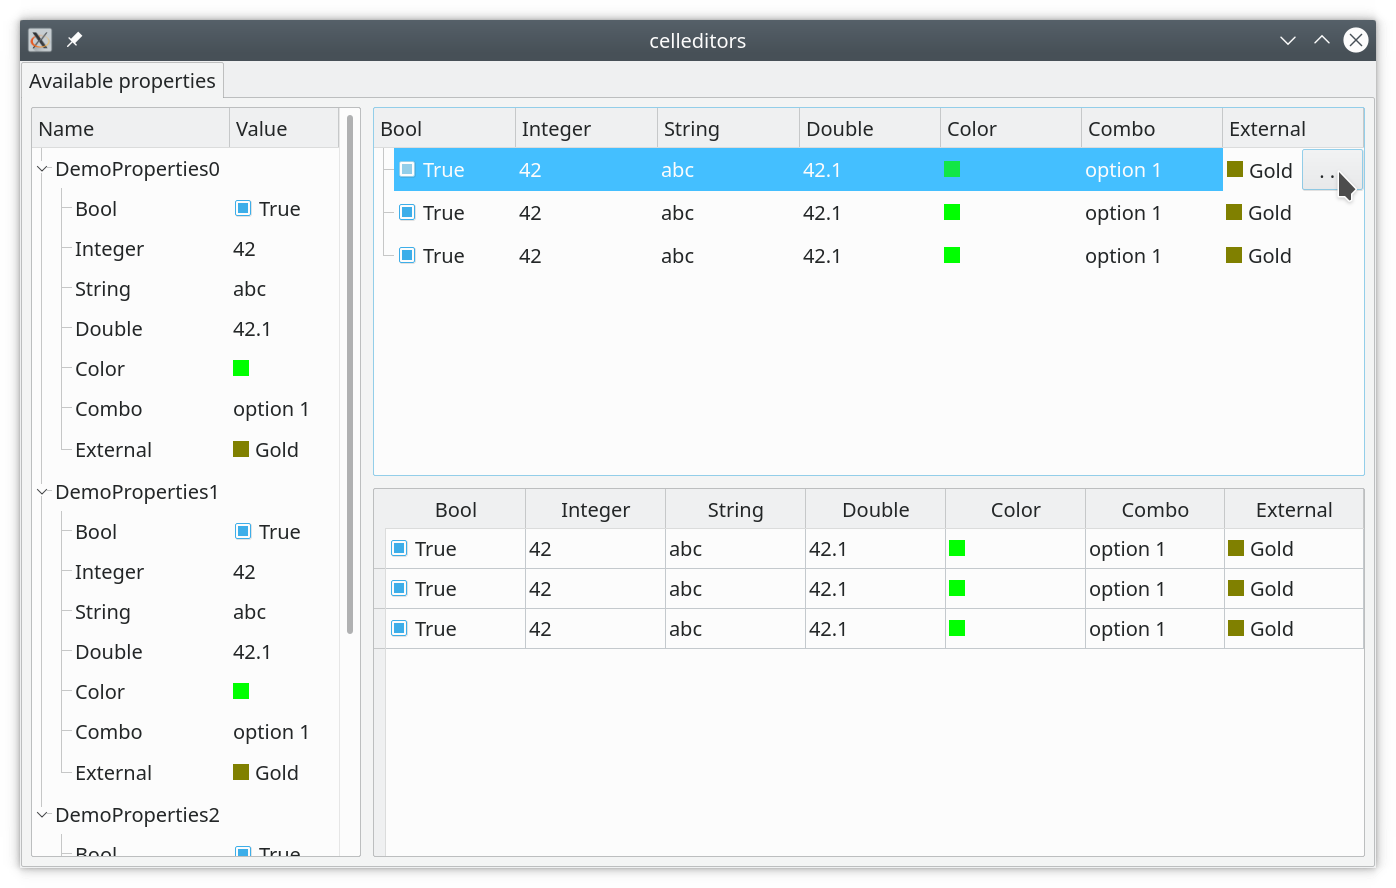 celleditors
Available properties
Name Value
DemoProperties0
Bool True
Integer 42
String abc
Double 42.1
Color
Combo option 1
External Gold
DemoProperties1
Bool True
Integer 42
String abc
Double 42.1
Color
Combo option 1
External Gold
DemoProperties2
Bool True
Bool Integer String Double Color Combo External
True 42 abc 42.1 option 1 Gold ..
True 42 abc 42.1 option 1 Gold
True 42 abc 42.1 option 1 Gold
Bool Integer String Double Color Combo External
True 42 abc 42.1 option 1 Gold
True 42 abc 42.1 option 1 Gold
True 42 abc 42.1 option 1 Gold